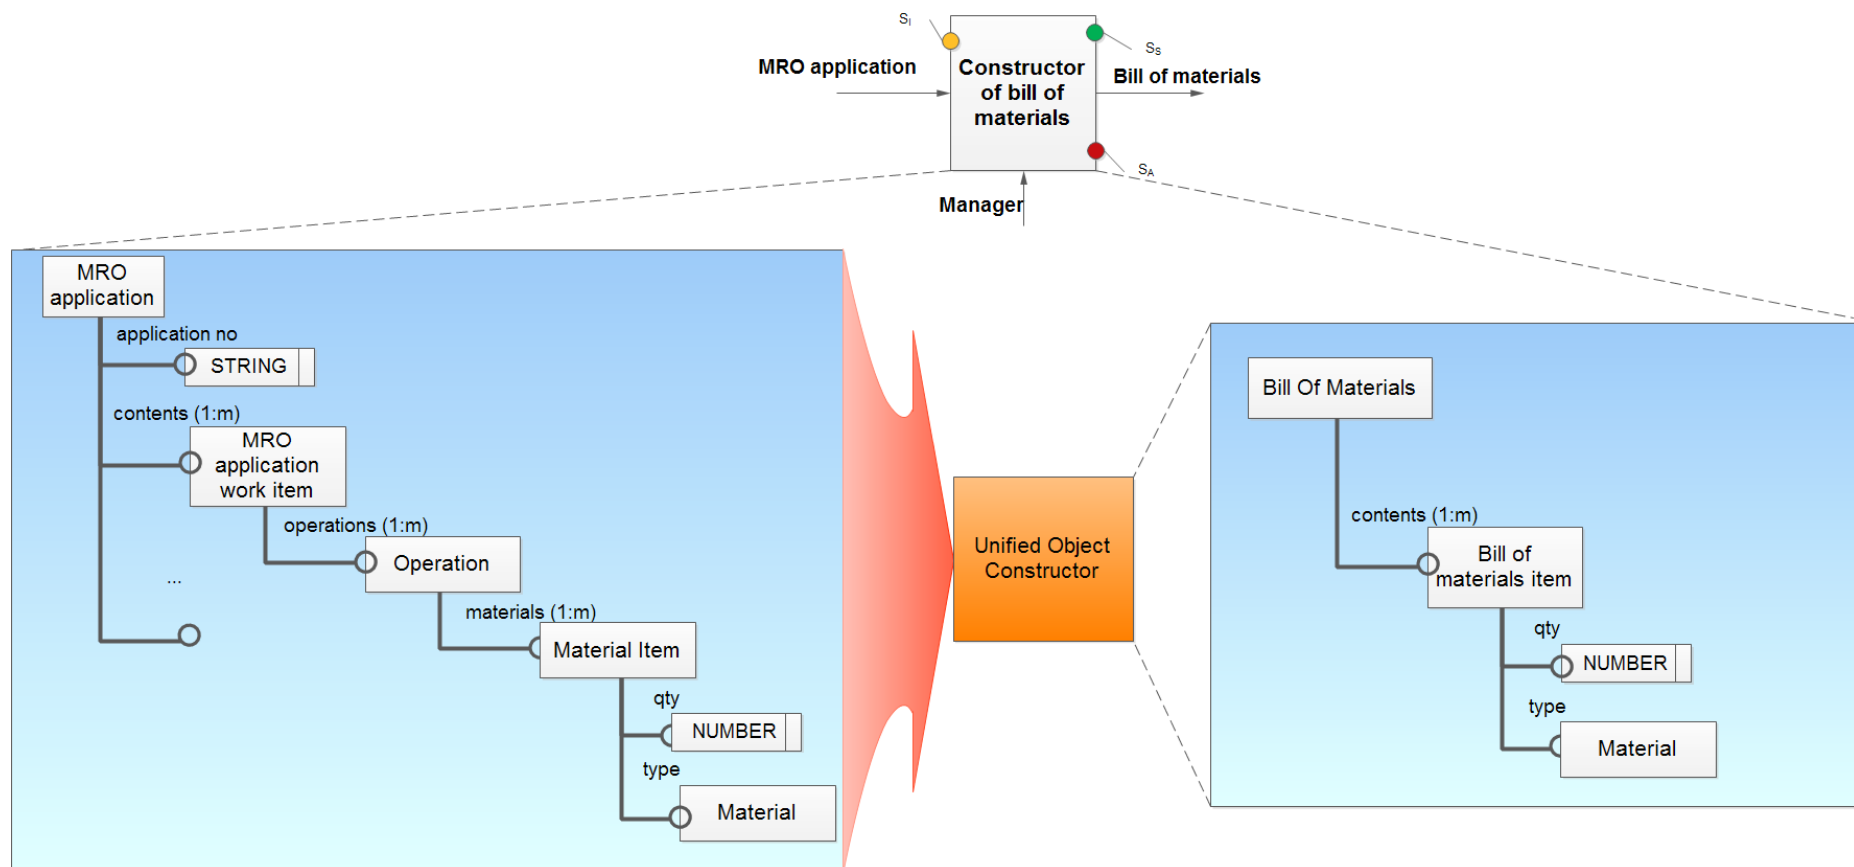 S_I
S_S
MRO application
Constructor
of bill of
materials
Bill of materials
S_A
Manager
MRO
application
application no
STRING
contents (1:m)
MRO
application
work item
operations (1:m)
Operation
...
materials (1:m)
Material Item
qty
NUMBER
type
Material
Unified Object
Constructor
Bill Of Materials
contents (1:m)
Bill of
materials item
qty
NUMBER
type
Material